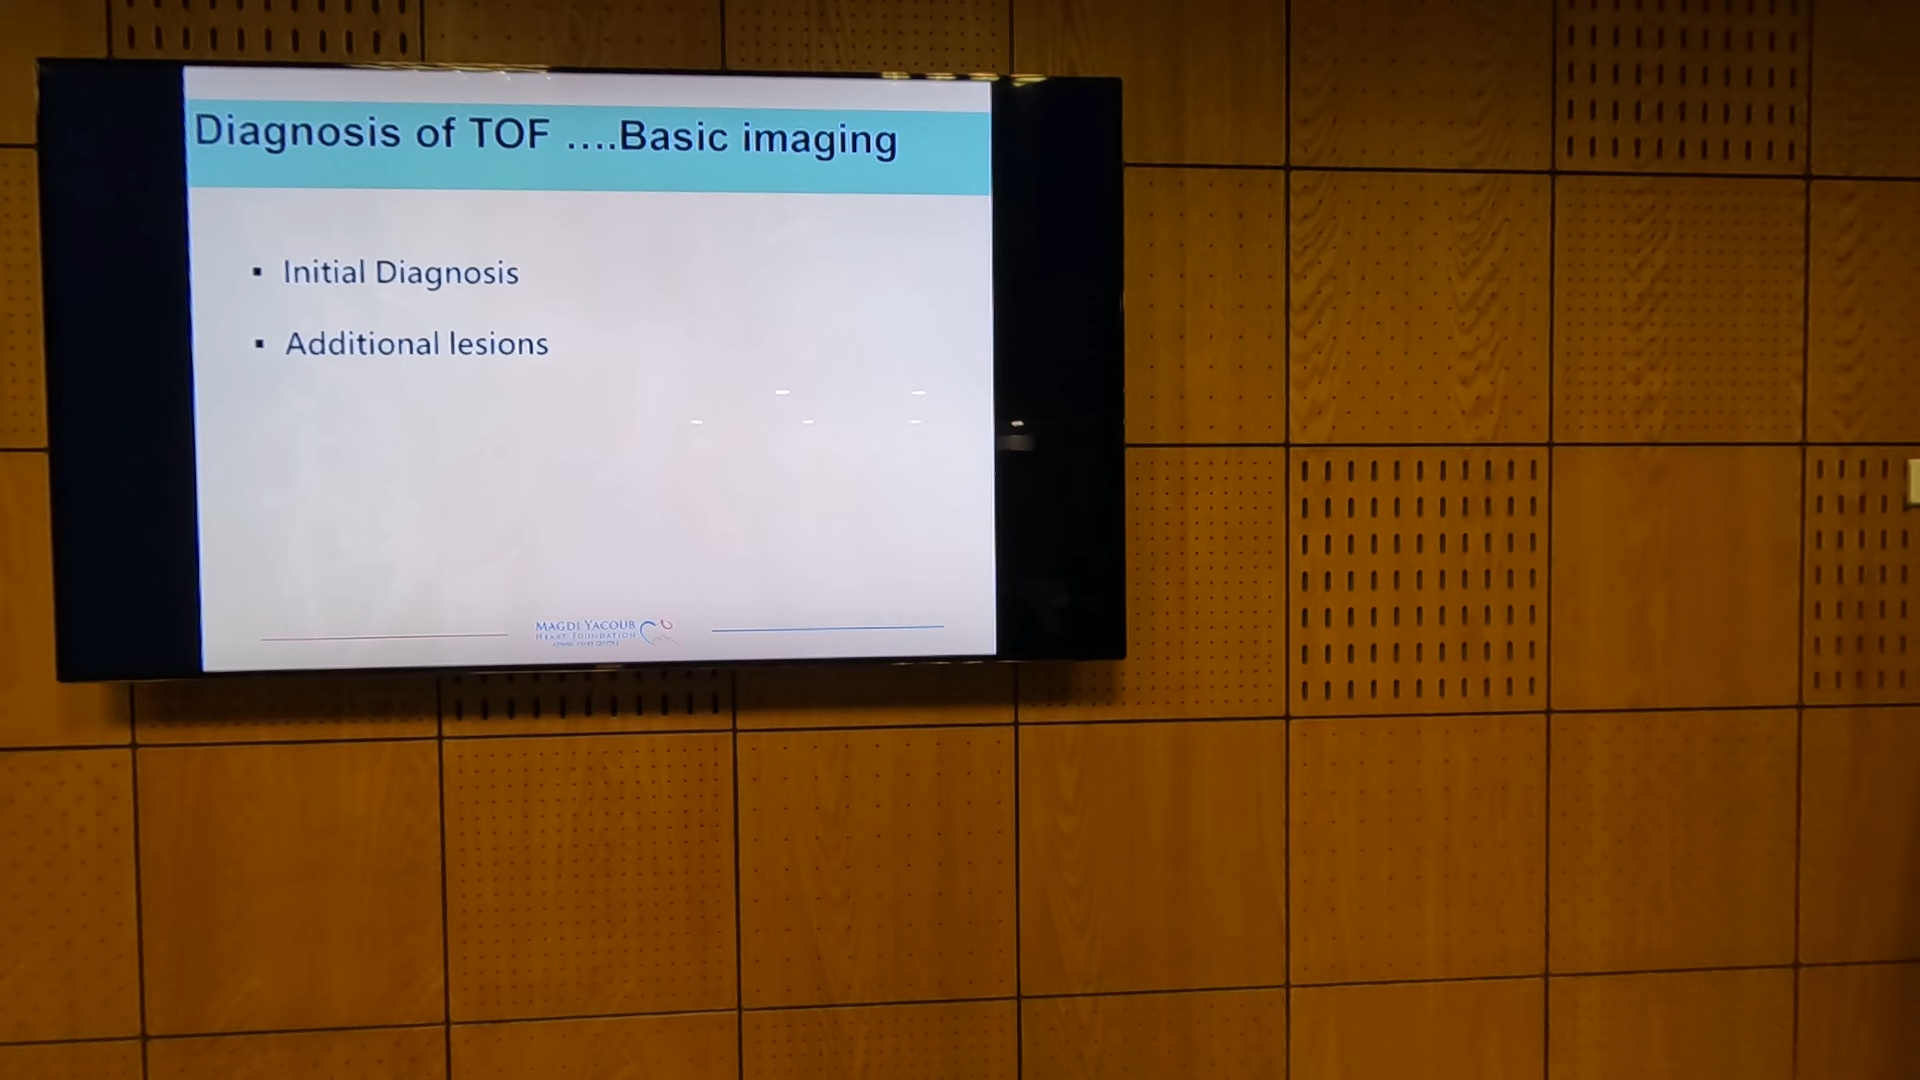 Diagnosis of TOF ....Basic imaging
▪ Initial Diagnosis
▪ Additional lesions
MAGDI YACOUB
HEART FOUNDATION